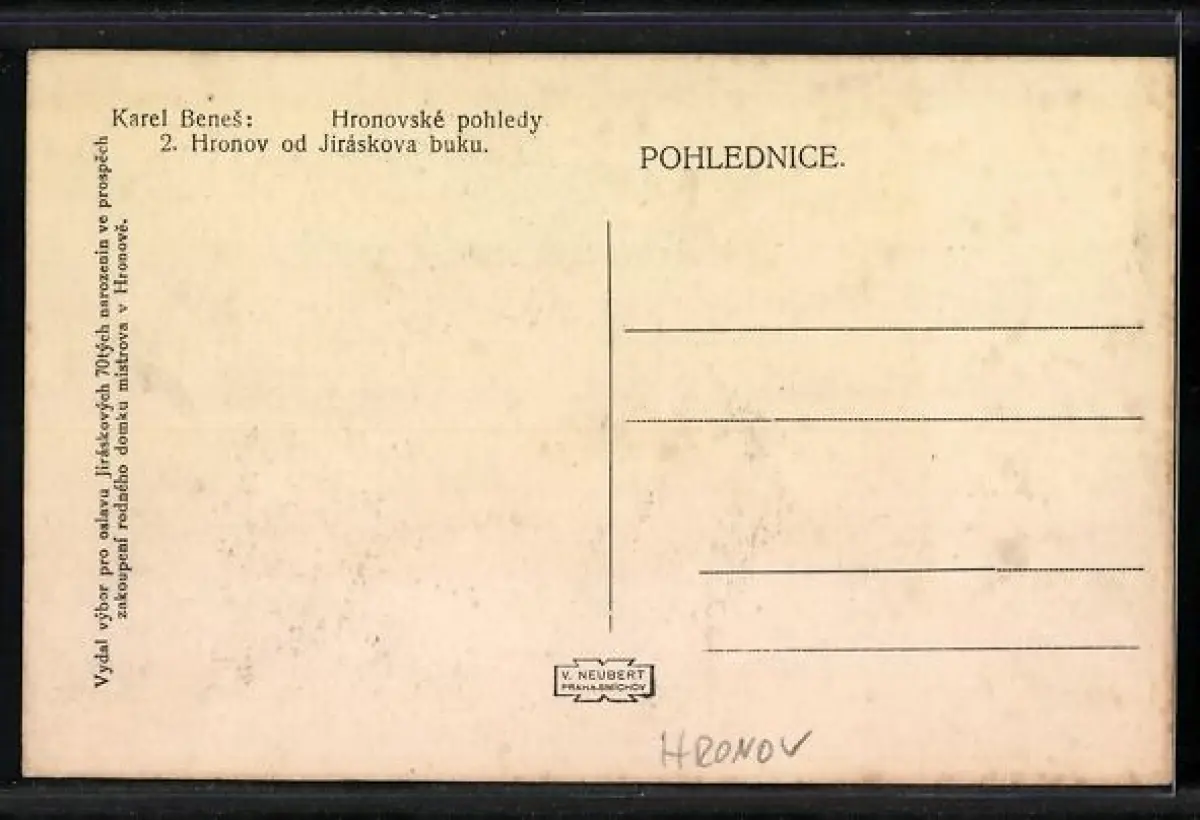 Karel Beneš: Hronovské pohledy
2. Hronov od Jiráskova buku.
POHLEDNICE.
Vydal výbor pro oslavu Jiráskových 70tých narozenin ve prospěch
zakoupení rodného domku mistrova v Hronově.
V. NEUBERT
PRAHA-SMÍCHOV
HRONOV